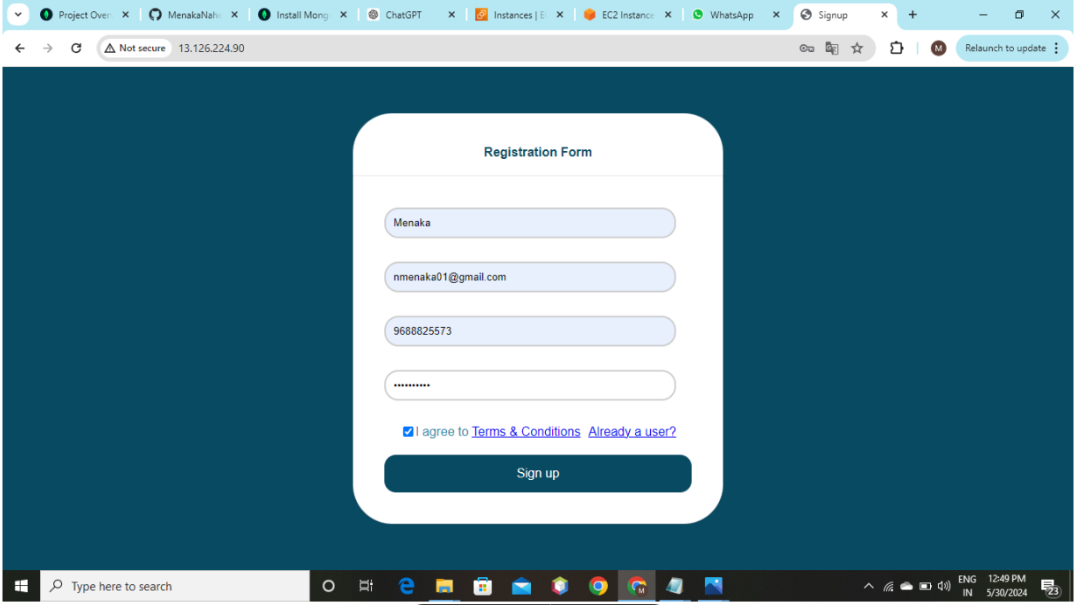 Project Over
MenakaNaha
Install Mong
ChatGPT
Instances | E
EC2 Instance
WhatsApp
Signup
Not secure
13.126.224.90
M
Relaunch to update
Registration Form
Menaka
nmenaka01@gmail.com
9688825573
••••••••••
I agree to Terms & Conditions Already a user?
Sign up
Type here to search
ENG
IN
12:49 PM
5/30/2024
23